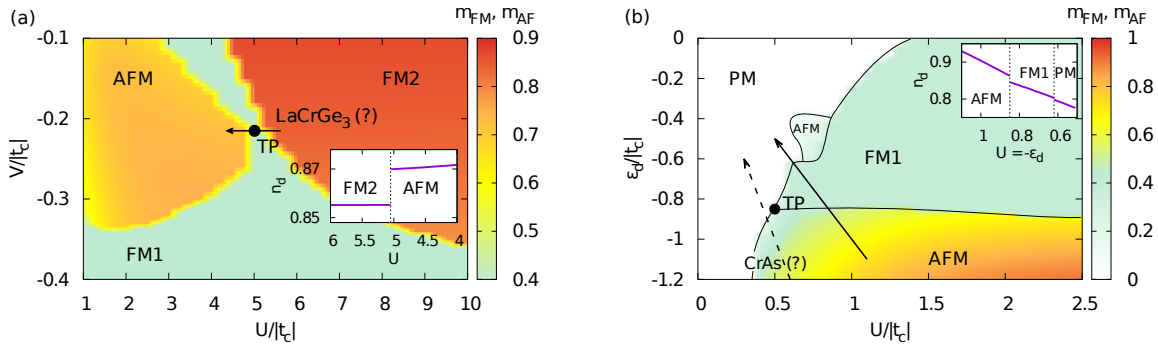 (a)
m_FM, m_AF
-0.1
-0.2
-0.3
-0.4
V/|t_c|
AFM
FM2
LaCrGe_3 (?)
TP
FM1
0.87
0.85
n_d
FM2
AFM
6 5.5 5 4.5 4
U
1 2 3 4 5 6 7 8 9 10
U/|t_c|
0.9
0.8
0.7
0.6
0.5
0.4
(b)
m_FM, m_AF
0
-0.2
-0.4
-0.6
-0.8
-1
-1.2
ε_d/|t_c|
PM
AFM
FM1
TP
AFM
CrAs(?)
0.9
0.8
n_d
FM1
PM
AFM
1 0.8 0.6
U =-ε_d
0 0.5 1 1.5 2 2.5
U/|t_c|
1
0.8
0.6
0.4
0.2
0